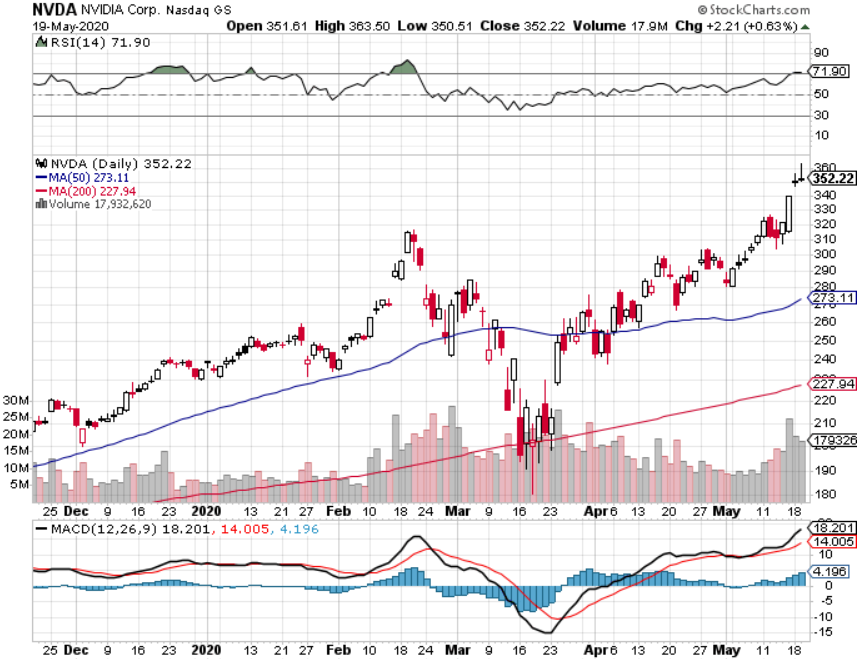 NVDA NVIDIA Corp. Nasdaq GS © StockCharts.com
19-May-2020 Open 351.61 High 363.50 Low 350.51 Close 352.22 Volume 17.9M Chg +2.21 (+0.63%)
RSI(14) 71.90
90
71.90
50
30
10
NVDA (Daily) 352.22
MA(50) 273.11
MA(200) 227.94
Volume 17,932,620
360
352.22
340
330
320
310
300
290
280
273.11
260
250
240
227.94
220
210
179326
190
180
30M
25M
20M
15M
10M
5M
25 Dec 9 16 23 2020 13 21 27 Feb 10 18 24 Mar 9 16 23 Apr 6 13 20 27 May 11 18
MACD(12,26,9) 18.201, 14.005, 4.196
18.201
14.005
10
4.196
0
-5
-10
-15
25 Dec 9 16 23 2020 13 21 27 Feb 10 18 24 Mar 9 16 23 Apr 6 13 20 27 May 11 18